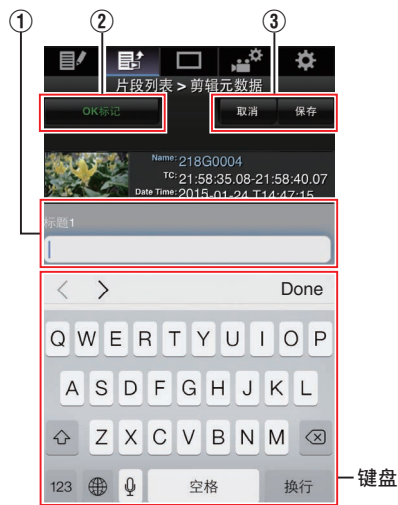 ① ② ③
片段列表 > 剪辑元数据
OK标记 取消 保存
Name: 218G0004
TC: 21:58:35.08-21:58:40.07
Date Time: 2015-01-24 T14:47:15
标题1
Done
Q W E R T Y U I O P
A S D F G H J K L
Z X C V B N M
123 空格 换行
键盘